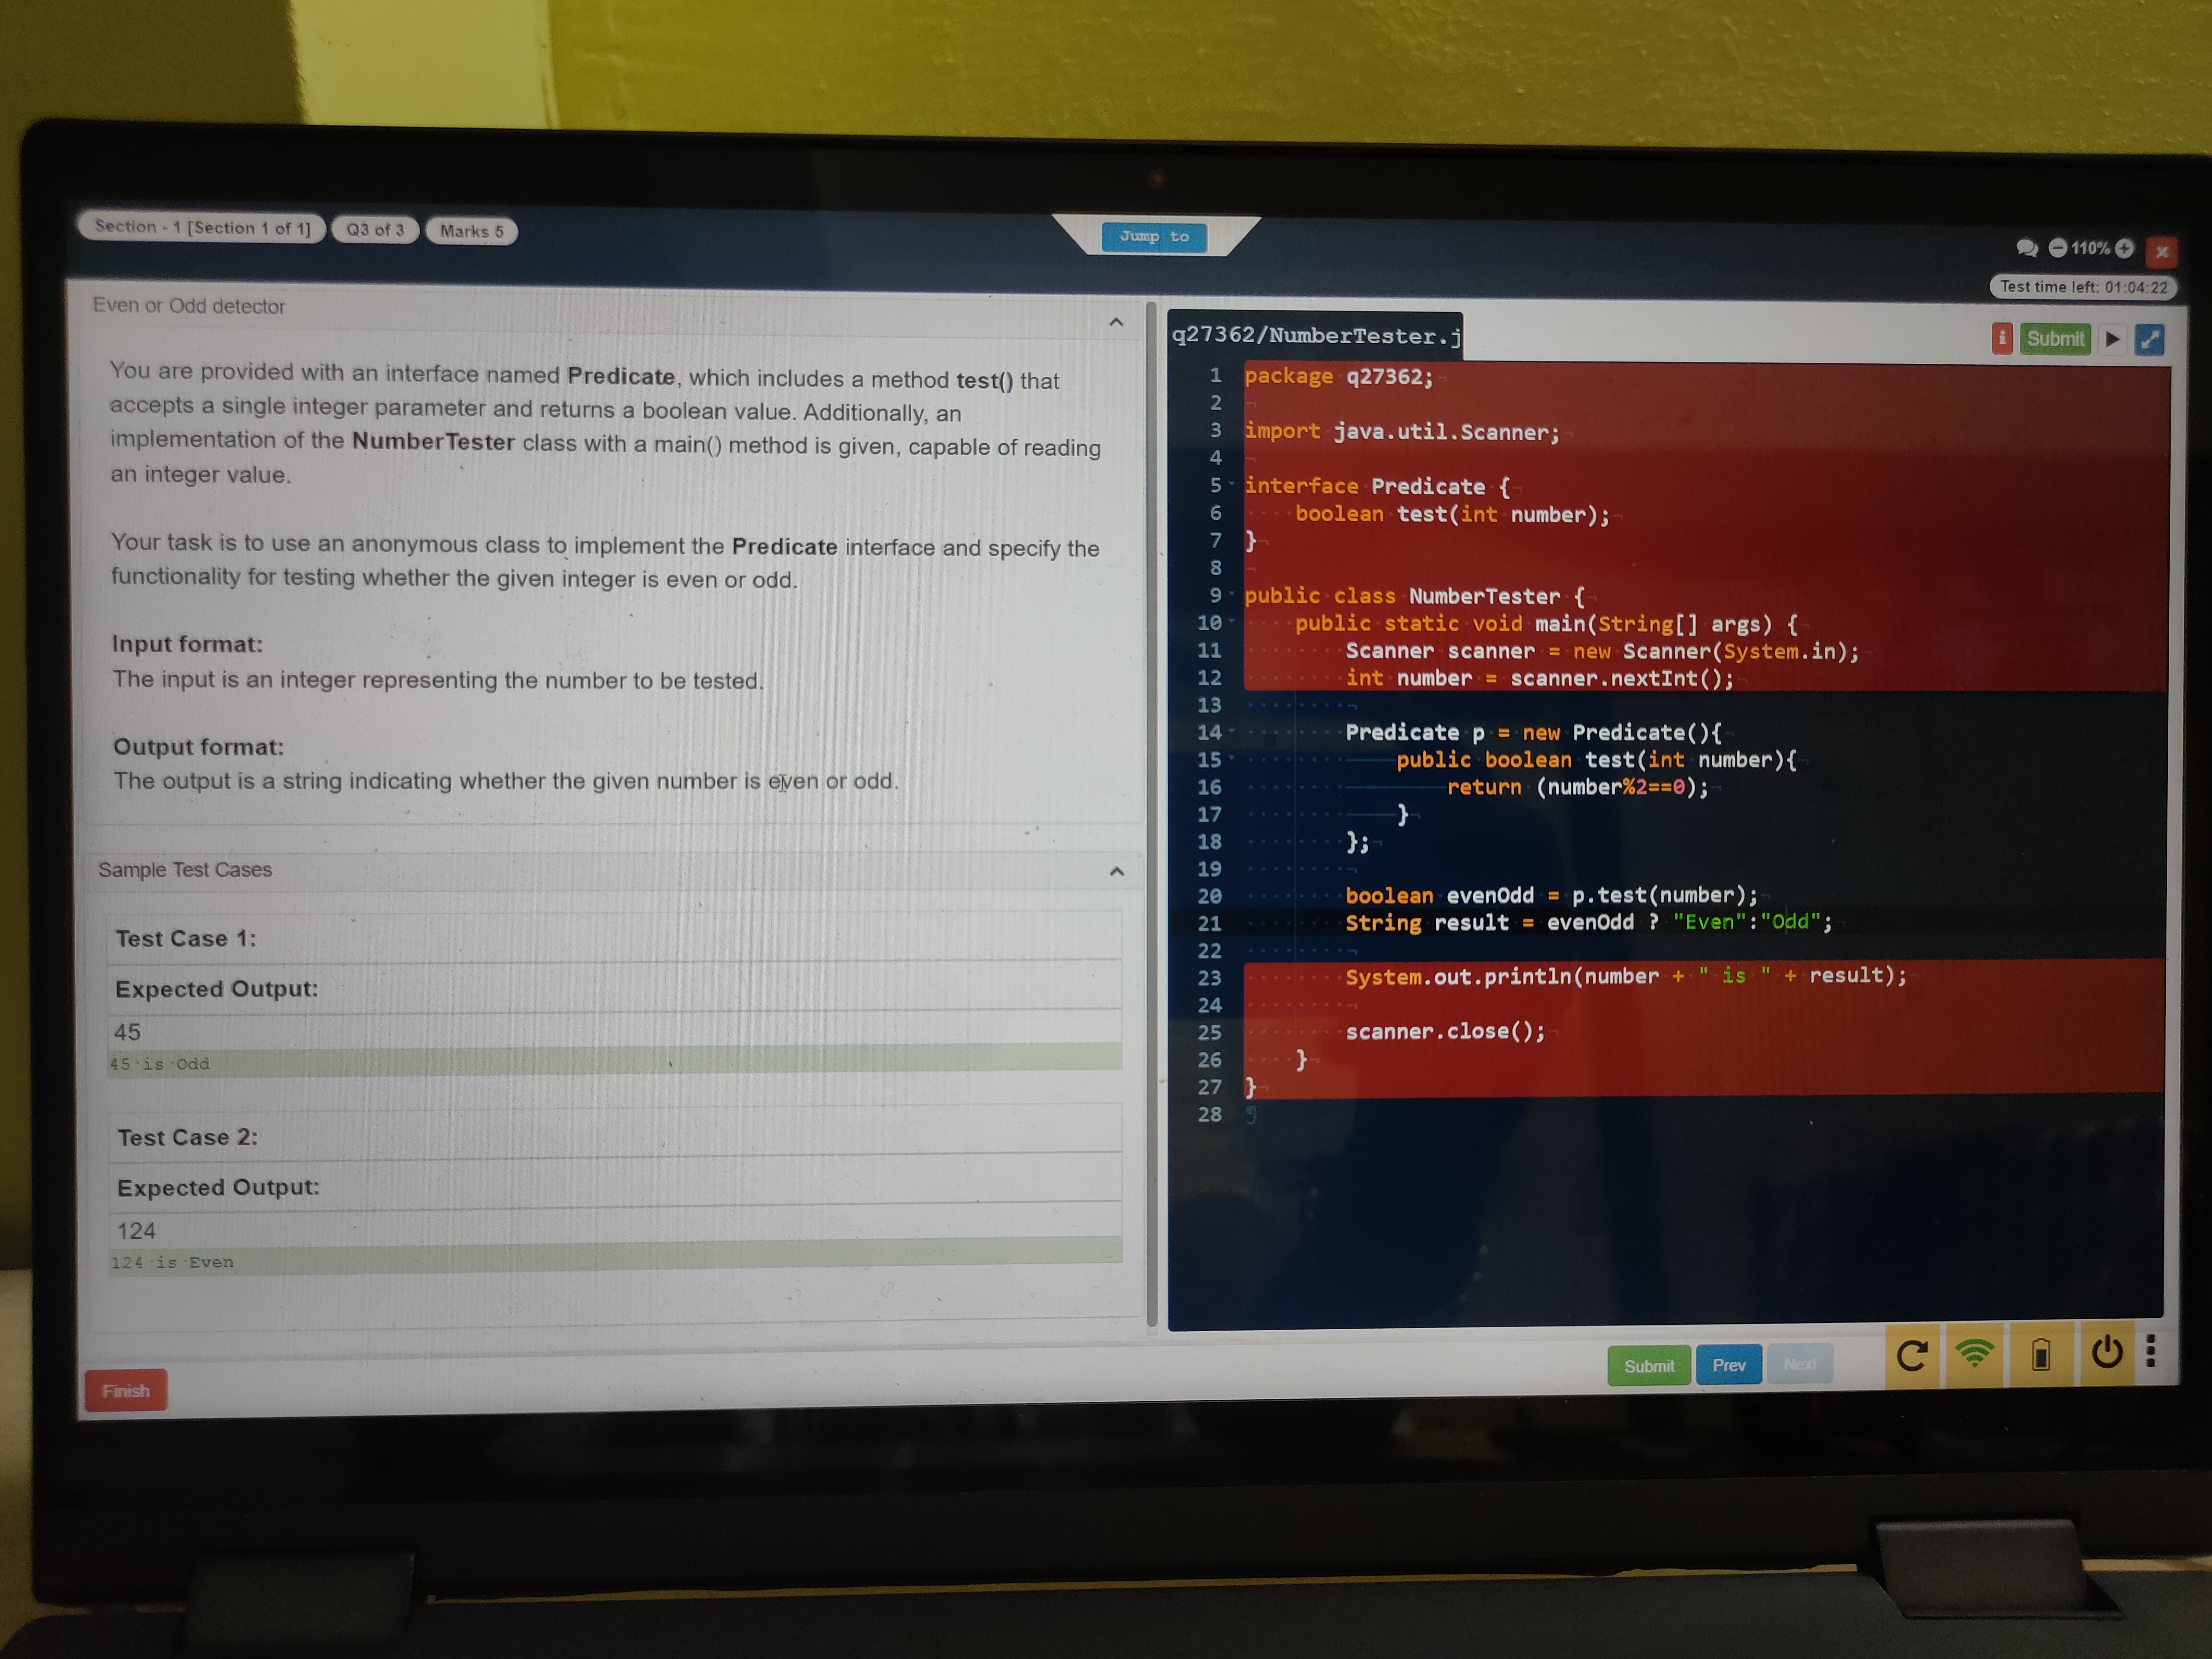 Section - 1 [Section 1 of 1] Q3 of 3 Marks 5
Jump to
110%
Test time left: 01:04:22
Even or Odd detector
You are provided with an interface named Predicate, which includes a method test() that
accepts a single integer parameter and returns a boolean value. Additionally, an
implementation of the NumberTester class with a main() method is given, capable of reading
an integer value.
Your task is to use an anonymous class to implement the Predicate interface and specify the
functionality for testing whether the given integer is even or odd.
Input format:
The input is an integer representing the number to be tested.
Output format:
The output is a string indicating whether the given number is even or odd.
Sample Test Cases
Test Case 1:
Expected Output:
45
45 is Odd
Test Case 2:
Expected Output:
124
124 is Even
Finish
q27362/NumberTester.j
i Submit
1 package q27362;
2
3 import java.util.Scanner;
4
5 interface Predicate {
6 boolean test(int number);
7 }
8
9 public class NumberTester {
10 public static void main(String[] args) {
11 Scanner scanner = new Scanner(System.in);
12 int number = scanner.nextInt();
13
14 Predicate p = new Predicate(){
15 public boolean test(int number){
16 return (number%2==0);
17 }
18 };
19
20 boolean evenOdd = p.test(number);
21 String result = evenOdd ? "Even":"Odd";
22
23 System.out.println(number + " is " + result);
24
25 scanner.close();
26 }
27 }
28
Submit Prev Next